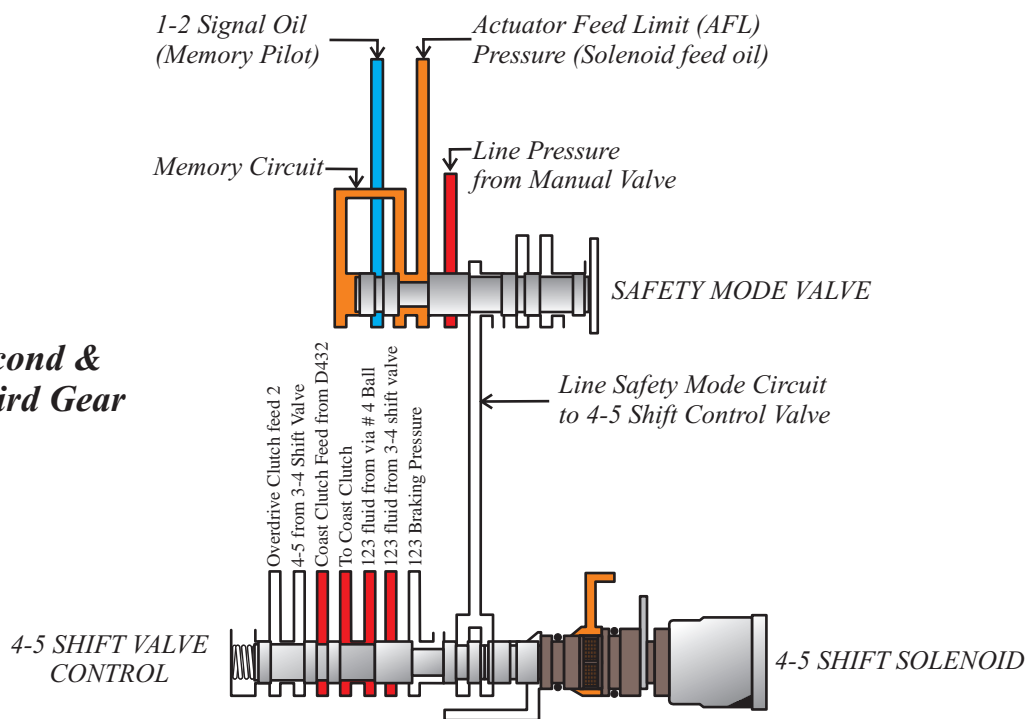 1-2 Signal Oil
(Memory Pilot)
Actuator Feed Limit (AFL)
Pressure (Solenoid feed oil)
Memory Circuit
Line Pressure
from Manual Valve
SAFETY MODE VALVE
cond &
ird Gear
Line Safety Mode Circuit
to 4-5 Shift Control Valve
Overdrive Clutch feed 2
4-5 from 3-4 Shift Valve
Coast Clutch Feed from D432
To Coast Clutch
123 fluid from via # 4 Ball
123 fluid from 3-4 shift valve
123 Braking Pressure
4-5 SHIFT VALVE
CONTROL
4-5 SHIFT SOLENOID